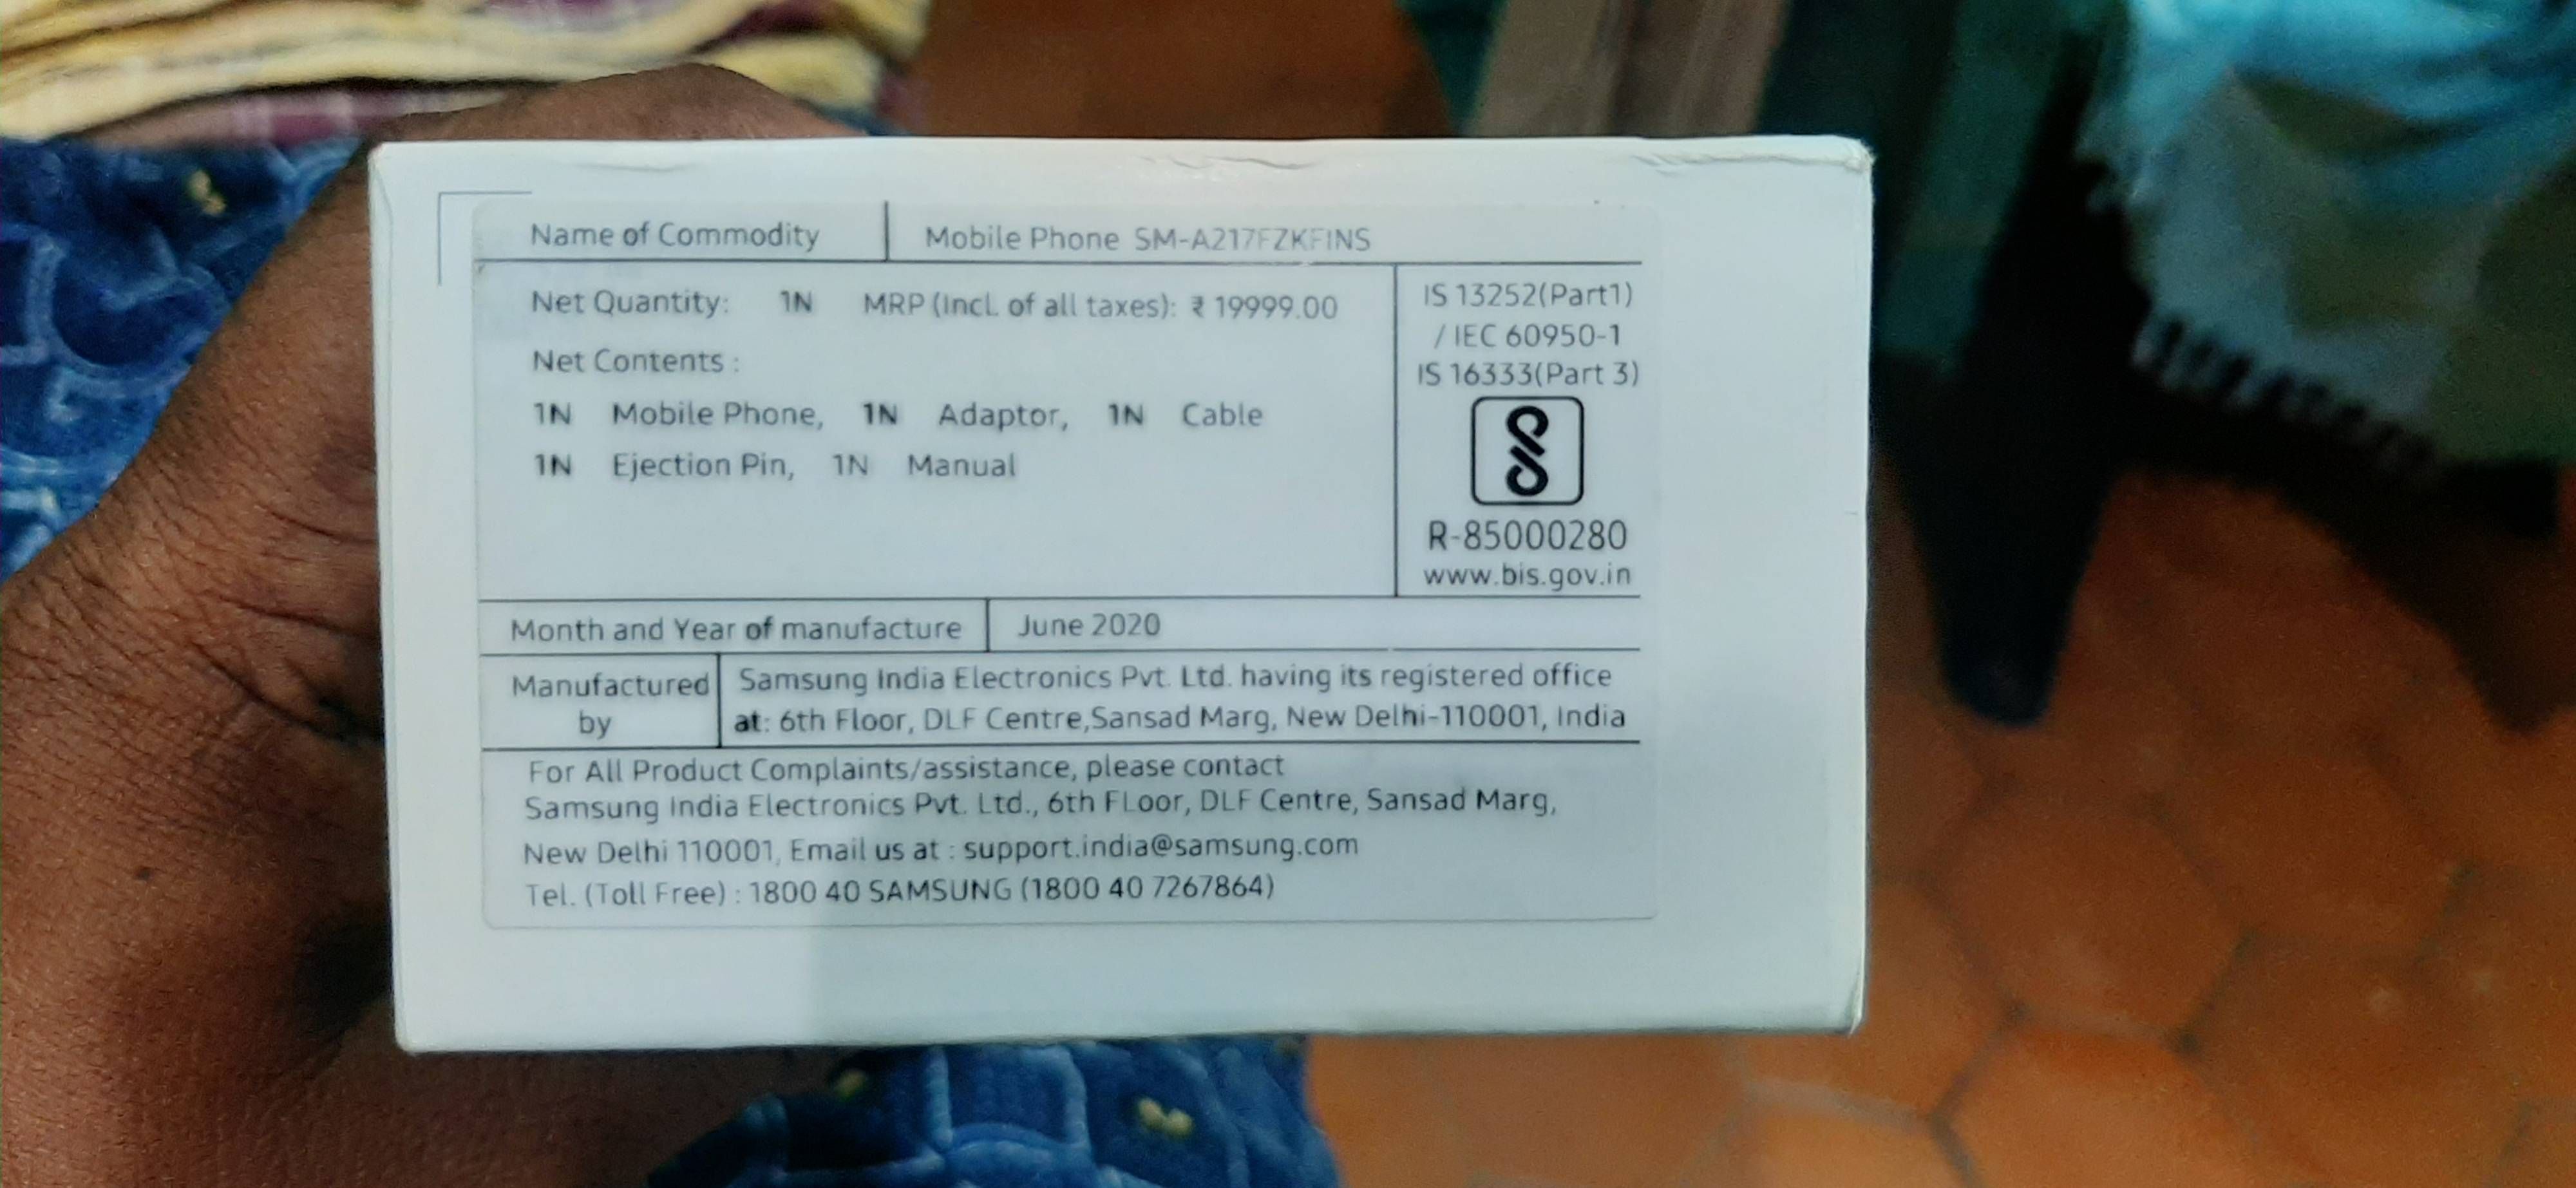 Name of Commodity Mobile Phone SM-A217FZKFINS
Net Quantity: 1N MRP (Incl. of all taxes): ₹ 19999.00
Net Contents :
1N Mobile Phone, 1N Adaptor, 1N Cable
1N Ejection Pin, 1N Manual
IS 13252(Part1)
/ IEC 60950-1
IS 16333(Part 3)
R-85000280
www.bis.gov.in
Month and Year of manufacture June 2020
Manufactured by
Samsung India Electronics Pvt. Ltd. having its registered office
at: 6th Floor, DLF Centre,Sansad Marg, New Delhi-110001, India
For All Product Complaints/assistance, please contact
Samsung India Electronics Pvt. Ltd., 6th FLoor, DLF Centre, Sansad Marg,
New Delhi 110001, Email us at : support.india@samsung.com
Tel. (Toll Free) : 1800 40 SAMSUNG (1800 40 7267864)